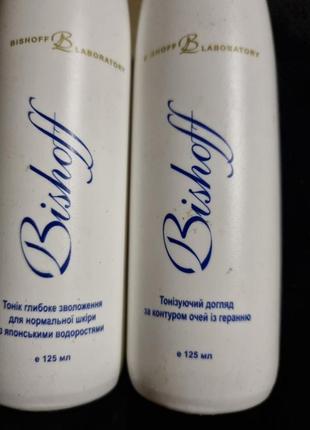 BISHOFF B LABORATORY
Bishoff
Тонік глибоке зволоження
для нормальної шкіри
з японськими водоростями
e 125 мл
BISHOFF B LABORATORY
Bishoff
Тонізуючий догляд
за контуром очей із геранню
e 125 мл